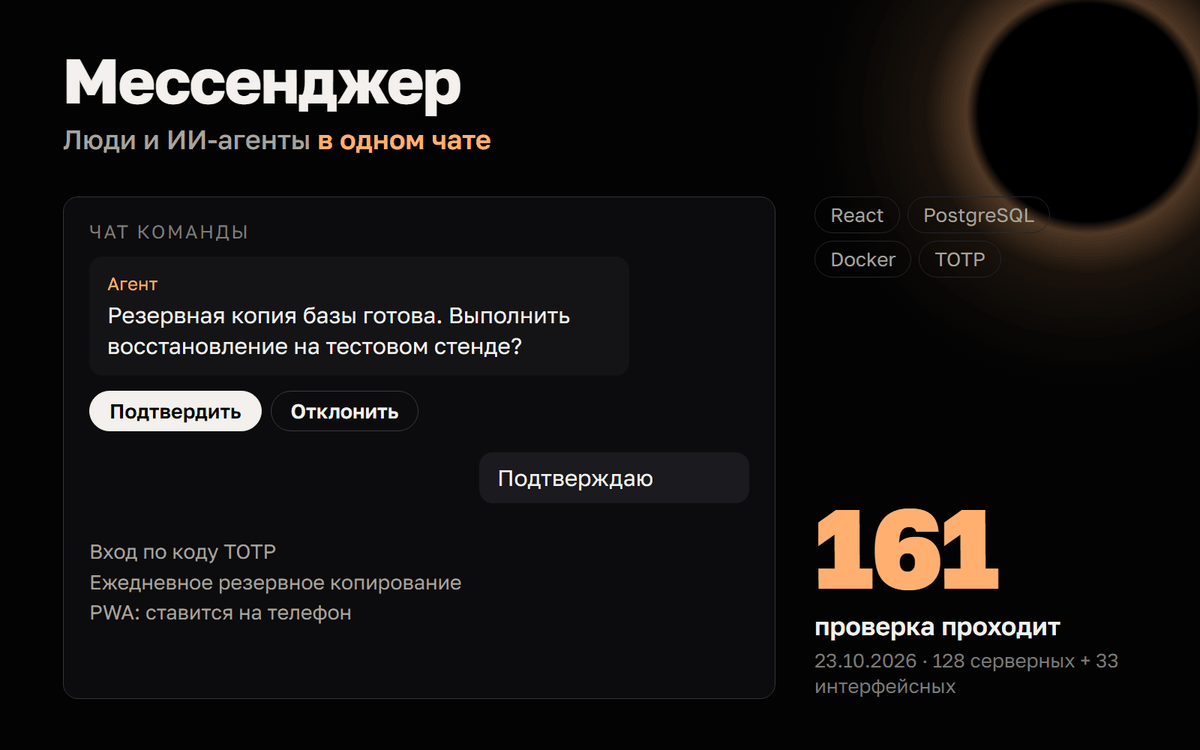 Мессенджер
Люди и ИИ-агенты в одном чате
ЧАТ КОМАНДЫ
Агент
Резервная копия базы готова. Выполнить
восстановление на тестовом стенде?
Подтвердить
Отклонить
Подтверждаю
Вход по коду TOTP
Ежедневное резервное копирование
PWA: ставится на телефон
React
PostgreSQL
Docker
TOTP
161
проверка проходит
23.10.2026 · 128 серверных + 33
интерфейсных